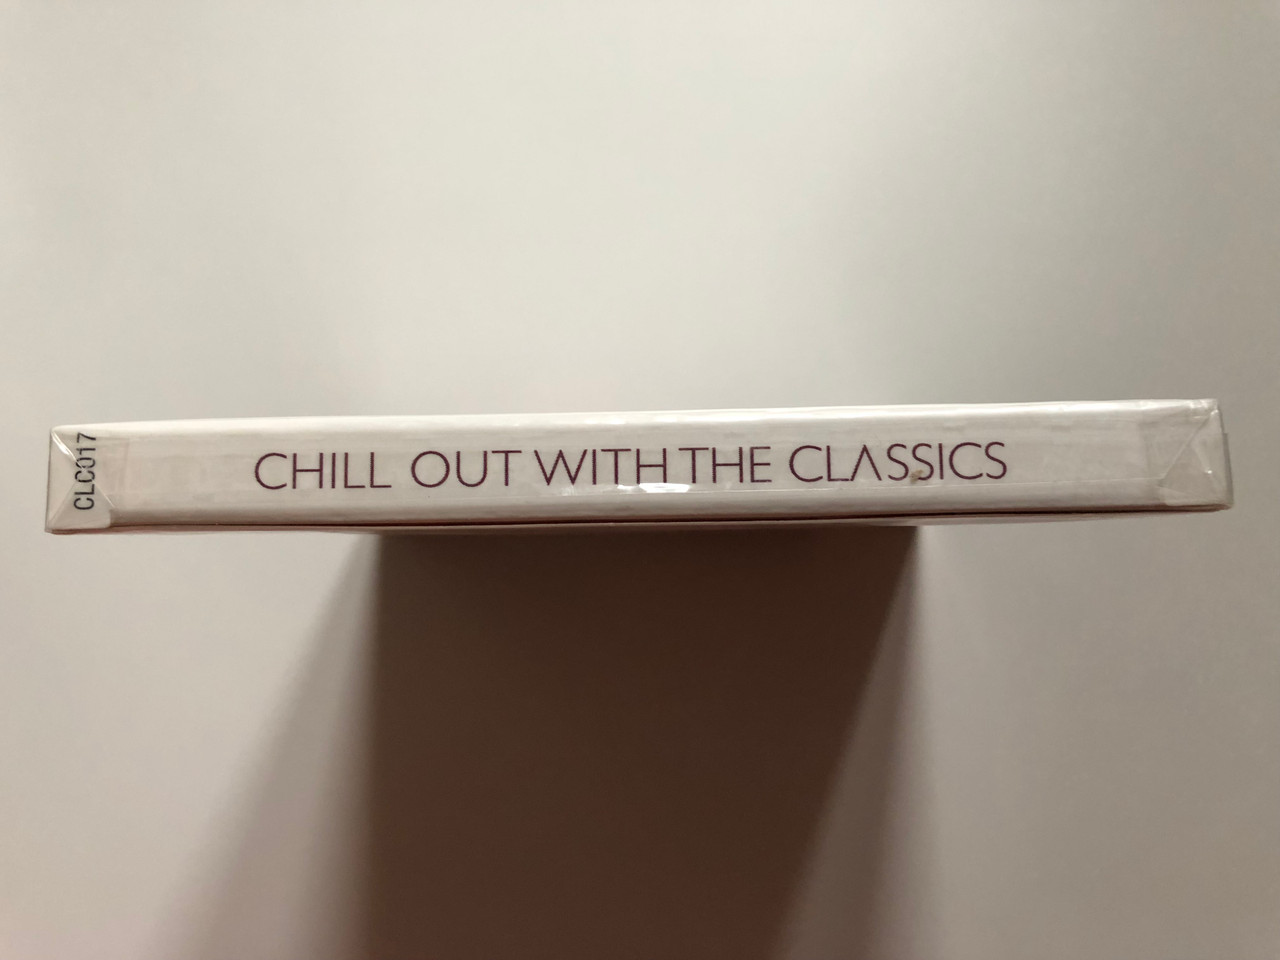 CLC017
CHILL OUT WITH THE CLASSICS